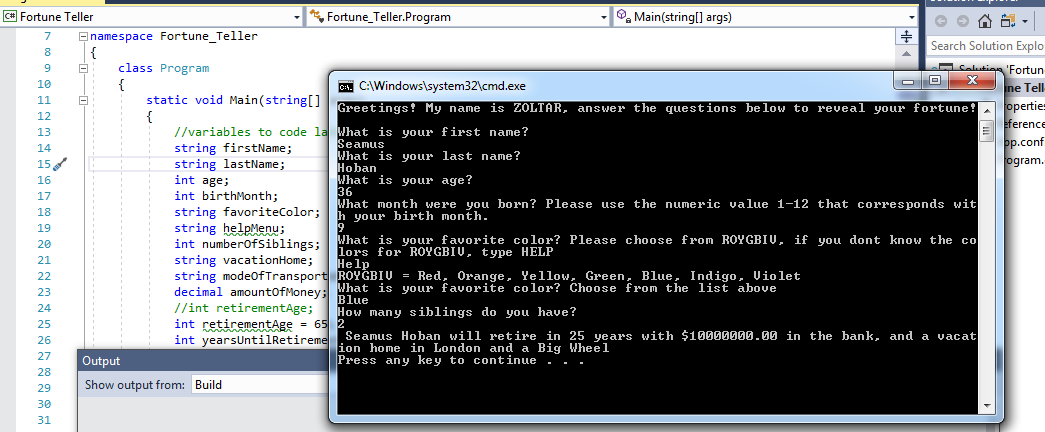 C# Fortune Teller
Fortune_Teller.Program
Main(string[] args)
Search Solution Explo
7 namespace Fortune_Teller
8 {
9 class Program
10 {
11 static void Main(string[]
12 {
13 //variables to code la
14 string firstName;
15 string lastName;
16 int age;
17 int birthMonth;
18 string favoriteColor;
19 string helpMenu;
20 int numberOfSiblings;
21 string vacationHome;
22 string modeOfTransport
23 decimal amountOfMoney;
24 //int retirementAge;
25 int retirementAge = 65
26 int yearsUntilRetireme
27
28
29
30
31
Output
Show output from: Build
C:\Windows\system32\cmd.exe
Greetings! My name is ZOLTAR, answer the questions below to reveal your fortune!
What is your first name?
Seamus
What is your last name?
Hoban
What is your age?
36
What month were you born? Please use the numeric value 1-12 that corresponds wit
h your birth month.
9
What is your favorite color? Please choose from ROYGBIV, if you dont know the co
lors for ROYGBIV, type HELP
Help
ROYGBIV = Red, Orange, Yellow, Green, Blue, Indigo, Violet
What is your favorite color? Choose from the list above
Blue
How many siblings do you have?
2
Seamus Hoban will retire in 25 years with $10000000.00 in the bank, and a vacat
ion home in London and a Big Wheel
Press any key to continue . . .
Solution 'Fortun
ne Tell
roperties
eference
pp.conf
rogram.